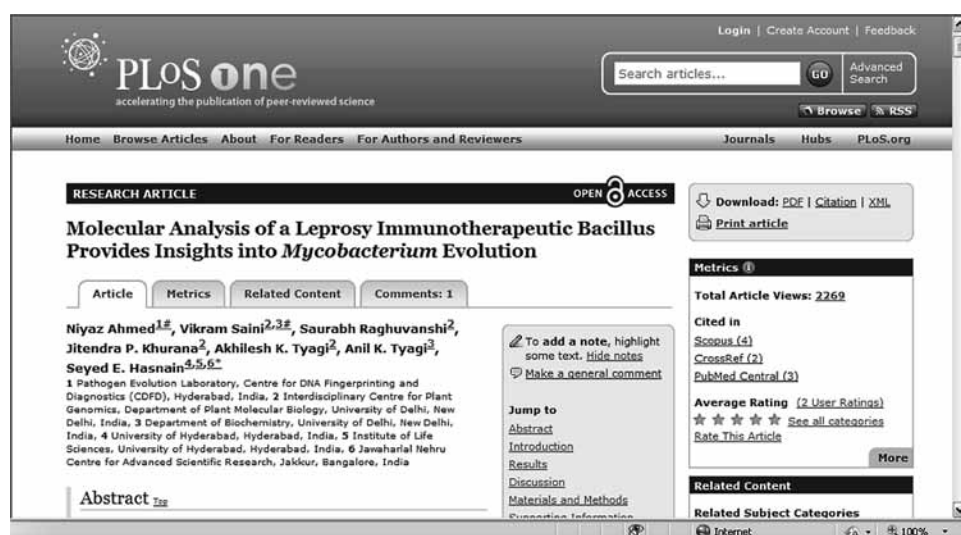 Login | Create Account | Feedback
PLoS one
accelerating the publication of peer-reviewed science
Search articles...
GO
Advanced
Search
Browse
RSS
Home Browse Articles About For Readers For Authors and Reviewers
Journals Hubs PLoS.org
RESEARCH ARTICLE
OPEN ACCESS
Molecular Analysis of a Leprosy Immunotherapeutic Bacillus
Provides Insights into Mycobacterium Evolution
Article Metrics Related Content Comments: 1
Niyaz Ahmed1#, Vikram Saini2,3#, Saurabh Raghuvanshi2,
Jitendra P. Khurana2, Akhilesh K. Tyagi2, Anil K. Tyagi3,
Seyed E. Hasnain4,5,6*
1 Pathogen Evolution Laboratory, Centre for DNA Fingerprinting and
Diagnostics (CDFD), Hyderabad, India, 2 Interdisciplinary Centre for Plant
Genomics, Department of Plant Molecular Biology, University of Delhi, New
Delhi, India, 3 Department of Biochemistry, University of Delhi, New Delhi,
India, 4 University of Hyderabad, Hyderabad, India, 5 Institute of Life
Sciences, University of Hyderabad, Hyderabad, India, 6 Jawaharlal Nehru
Centre for Advanced Scientific Research, Jakkur, Bangalore, India
Abstract Top
To add a note, highlight
some text. Hide notes
Make a general comment
Jump to
Abstract
Introduction
Results
Discussion
Materials and Methods
Supporting Information
Download: PDF | Citation | XML
Print article
Metrics
Total Article Views: 2269
Cited in
Scopus (4)
CrossRef (2)
PubMed Central (3)
Average Rating (2 User Ratings)
See all categories
Rate This Article
More
Related Content
Related Subject Categories
Internet
100%